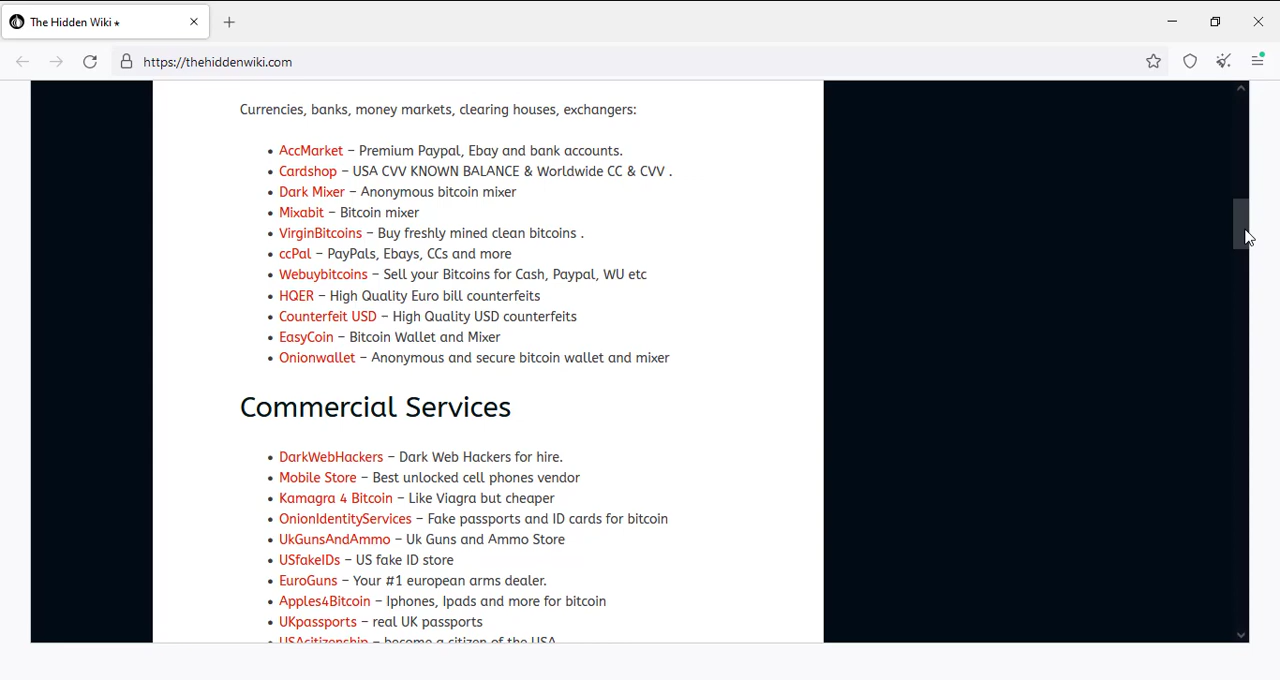 The Hidden Wiki ⋆
https://thehiddenwiki.com
Currencies, banks, money markets, clearing houses, exchangers:
• AccMarket – Premium Paypal, Ebay and bank accounts.
• Cardshop – USA CVV KNOWN BALANCE & Worldwide CC & CVV .
• Dark Mixer – Anonymous bitcoin mixer
• Mixabit – Bitcoin mixer
• VirginBitcoins – Buy freshly mined clean bitcoins .
• ccPal – PayPals, Ebays, CCs and more
• Webuybitcoins – Sell your Bitcoins for Cash, Paypal, WU etc
• HQER – High Quality Euro bill counterfeits
• Counterfeit USD – High Quality USD counterfeits
• EasyCoin – Bitcoin Wallet and Mixer
• Onionwallet – Anonymous and secure bitcoin wallet and mixer
Commercial Services
• DarkWebHackers – Dark Web Hackers for hire.
• Mobile Store – Best unlocked cell phones vendor
• Kamagra 4 Bitcoin – Like Viagra but cheaper
• OnionIdentityServices – Fake passports and ID cards for bitcoin
• UkGunsAndAmmo – Uk Guns and Ammo Store
• USfakeIDs – US fake ID store
• EuroGuns – Your #1 european arms dealer.
• Apples4Bitcoin – Iphones, Ipads and more for bitcoin
• UKpassports – real UK passports
• USAcitizenship – become a citizen of the USA